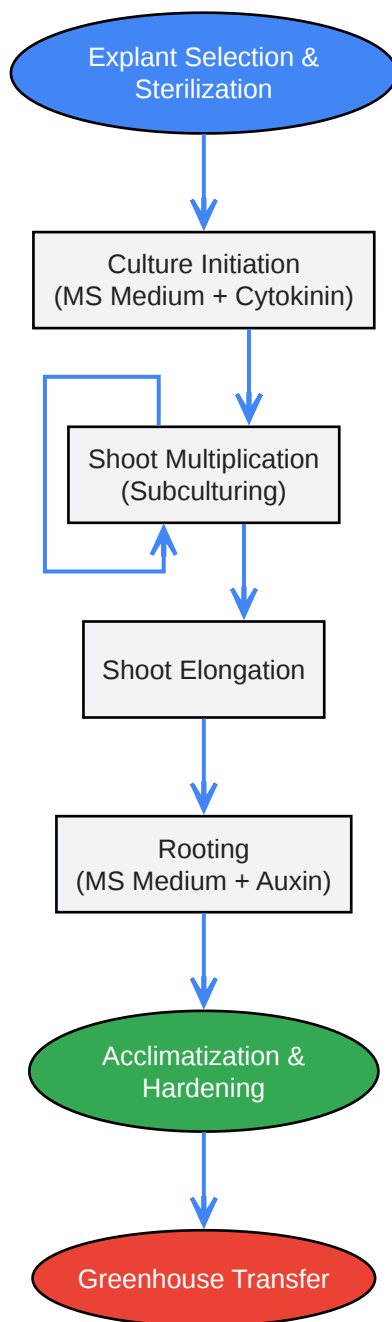 Explant Selection &
Sterilization
Culture Initiation
(MS Medium + Cytokinin)
Shoot Multiplication
(Subculturing)
Shoot Elongation
Rooting
(MS Medium + Auxin)
Acclimatization &
Hardening
Greenhouse Transfer